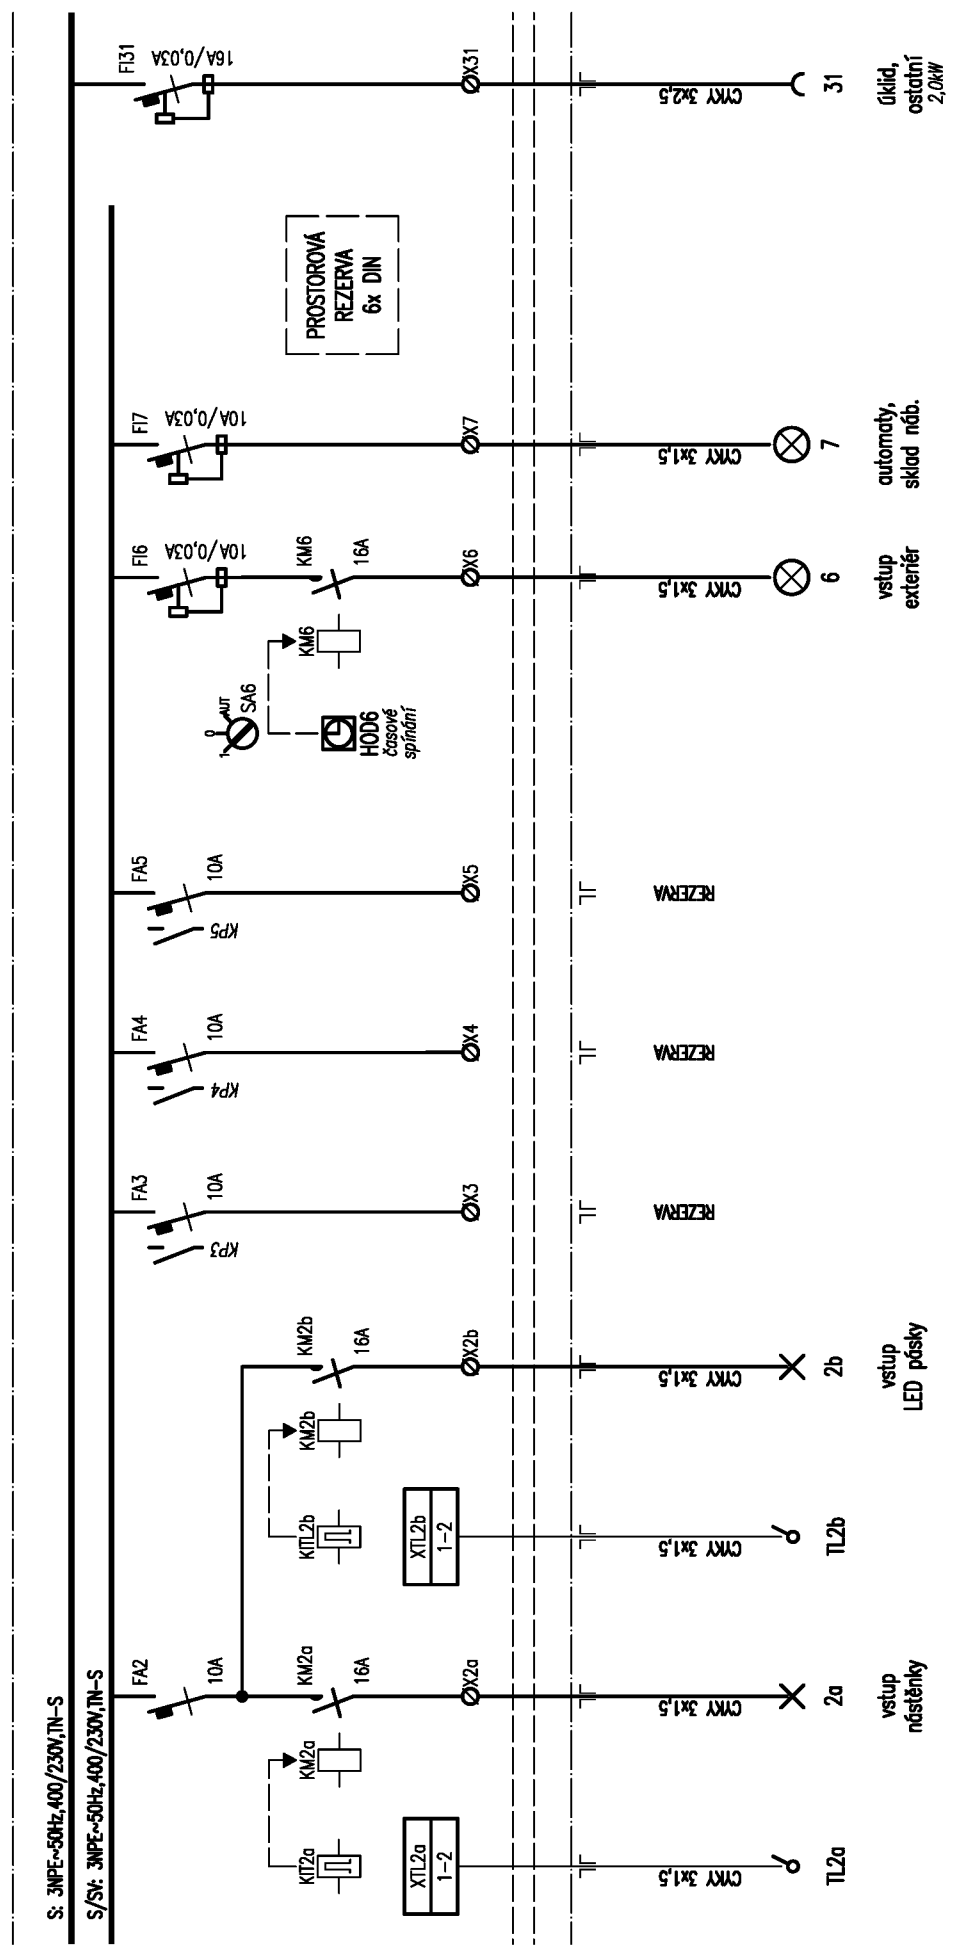 S: 3NPE~50Hz,400/230V,TN-S
S/SV: 3NPE~50Hz,400/230V,TN-S
FA2
10A
KIT2a
KM2a
KM2a
16A
XTL2a
1-2
X2a
CYKY 3x1,5
CYKY 3x1,5
TL2a
2a
vstup
nástěnky
KITL2b
KM2b
KM2b
16A
XTL2b
1-2
X2b
CYKY 3x1,5
CYKY 3x1,5
TL2b
2b
vstup
LED pásky
FA3
10A
KP3
X3
REZERVA
FA4
10A
KP4
X4
REZERVA
FA5
10A
KP5
X5
REZERVA
1
0
AUT
SA6
HOD6
časové
spínání
KM6
FI6
10A/0,03A
KM6
16A
X6
CYKY 3x1,5
6
vstup
exteriér
FI7
10A/0,03A
X7
CYKY 3x1,5
7
automaty,
sklad náb.
PROSTOROVÁ
REZERVA
6x DIN
FI31
16A/0,03A
X31
CYKY 3x2,5
31
úklid,
ostatní
2,0kW